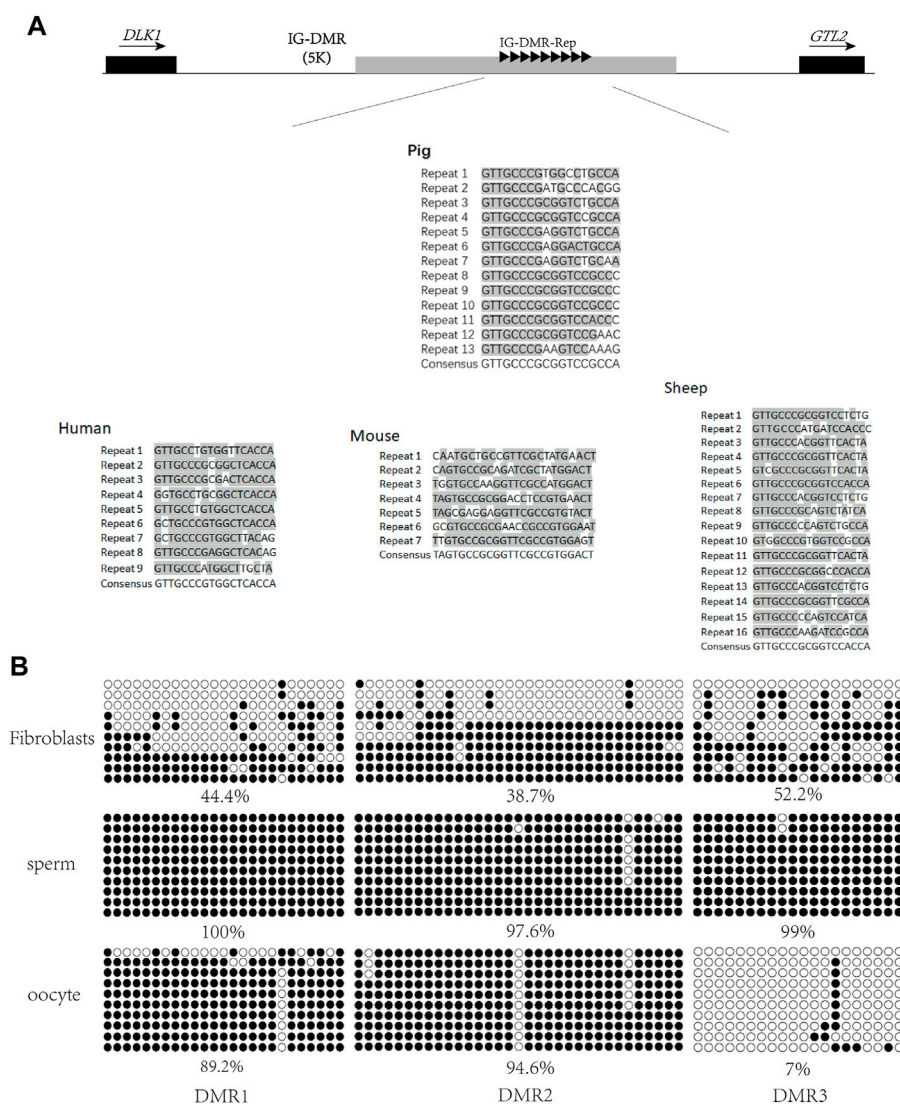 A
DLK1
IG-DMR
(5K)
IG-DMR-Rep
GTL2
Pig
Repeat 1 GTTGCCCGTGGCCTGCCA
Repeat 2 GTTGCCCGATGCCCACGG
Repeat 3 GTTGCCCGCGGTCTGCCA
Repeat 4 GTTGCCCGCGGTCCGCCA
Repeat 5 GTTGCCCGAGGTCTGCCA
Repeat 6 GTTGCCCGAGGACTGCCA
Repeat 7 GTTGCCCGAGGTCTGCAA
Repeat 8 GTTGCCCGCGGTCCGCCC
Repeat 9 GTTGCCCGCGGTCCGCCC
Repeat 10 GTTGCCCGCGGTCCGCCC
Repeat 11 GTTGCCCGCGGTCCACCC
Repeat 12 GTTGCCCGCGGTCCGAAC
Repeat 13 GTTGCCCGAAGTCCAAAG
Consensus GTTGCCCGCGGTCCGCCA
Human
Repeat 1 GTTGCCTGTGGTTCACCA
Repeat 2 GTTGCCCGCGGCTCACCA
Repeat 3 GTTGCCCGCGACTCACCA
Repeat 4 GGTGCCTGCGGCTCACCA
Repeat 5 GTTGCCTGTGGCTCACCA
Repeat 6 GCTGCCCGTGGCTCACCA
Repeat 7 GCTGCCCGTGGCTTACAG
Repeat 8 GTTGCCCGAGGCTCACAG
Repeat 9 GTTGCCCATGGCTTGCTA
Consensus GTTGCCCGTGGCTCACCA
Mouse
Repeat 1 CAATGCTGCCGTTCGCTATGAACT
Repeat 2 CAGTGCCGCAGATCGCTATGGACT
Repeat 3 TGGTGCCAAGGTTCGCCATGGACT
Repeat 4 TAGTGCCGCGGACCTCCGTGAACT
Repeat 5 TAGCGAGGAGGTTCGCCGTGTACT
Repeat 6 GCGTGCCGCGAACCGCCGTGGAAT
Repeat 7 TTGTGCCGCGGTTCGCCGTGGAGT
Consensus TAGTGCCGCGGTTCGCCGTGGACT
Sheep
Repeat 1 GTTGCCCGCGGTCCTCTG
Repeat 2 GTTGCCCATGATCCACCC
Repeat 3 GTTGCCCACGGTTCACTA
Repeat 4 GTTGCCCGCGGTTCACTA
Repeat 5 GTCGCCCGCGGTTCACTA
Repeat 6 GTTGCCCGCGGTCCACCA
Repeat 7 GTTGCCCACGGTCCTCTG
Repeat 8 GTTGCCCGCAGTCTATCA
Repeat 9 GTTGCCCCCAGTCTGCCA
Repeat 10 GTGGCCCGTGGTCCGCCA
Repeat 11 GTTGCCCGCGGTTCACTA
Repeat 12 GTTGCCCGCGGCCCACCA
Repeat 13 GTTGCCCACGGTCCTCTG
Repeat 14 GTTGCCCGCGGTTCGCCA
Repeat 15 GTTGCCCCCAGTCCATCA
Repeat 16 GTTGCCCAAGATCCGCCA
Consensus GTTGCCCGCGGTCCACCA
B
Fibroblasts
44.4% 38.7% 52.2%
sperm
100% 97.6% 99%
oocyte
89.2% 94.6% 7%
DMR1 DMR2 DMR3